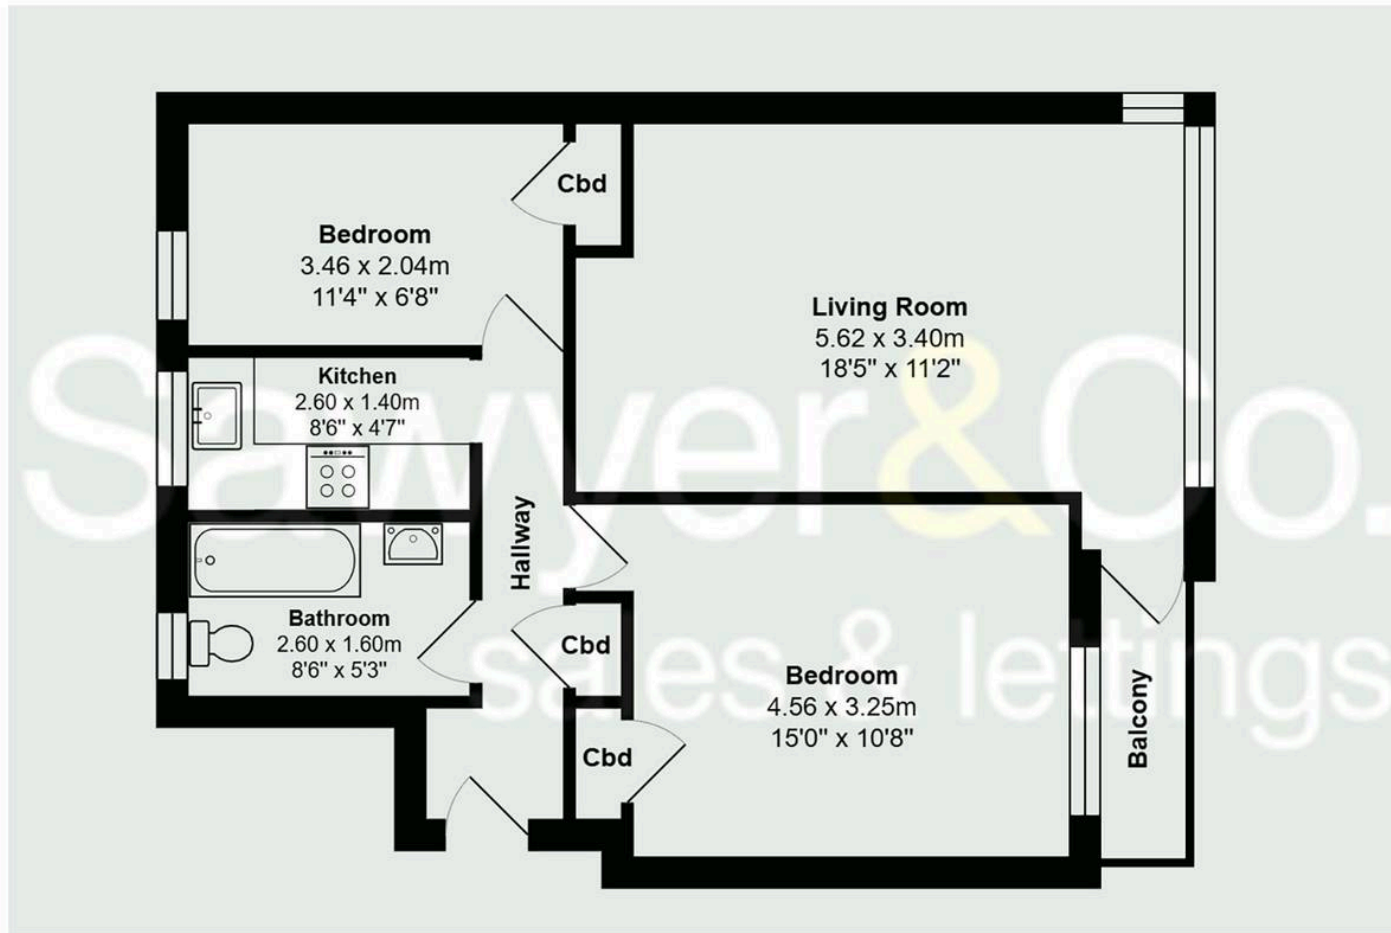 Cbd
Bedroom
3.46 x 2.04m
11'4" x 6'8"
Living Room
5.62 x 3.40m
18'5" x 11'2"
Kitchen
2.60 x 1.40m
8'6" x 4'7"
Sawyer&Co.
sales & lettings
Hallway
Bathroom
2.60 x 1.60m
8'6" x 5'3"
Cbd
Bedroom
4.56 x 3.25m
15'0" x 10'8"
Cbd
Balcony